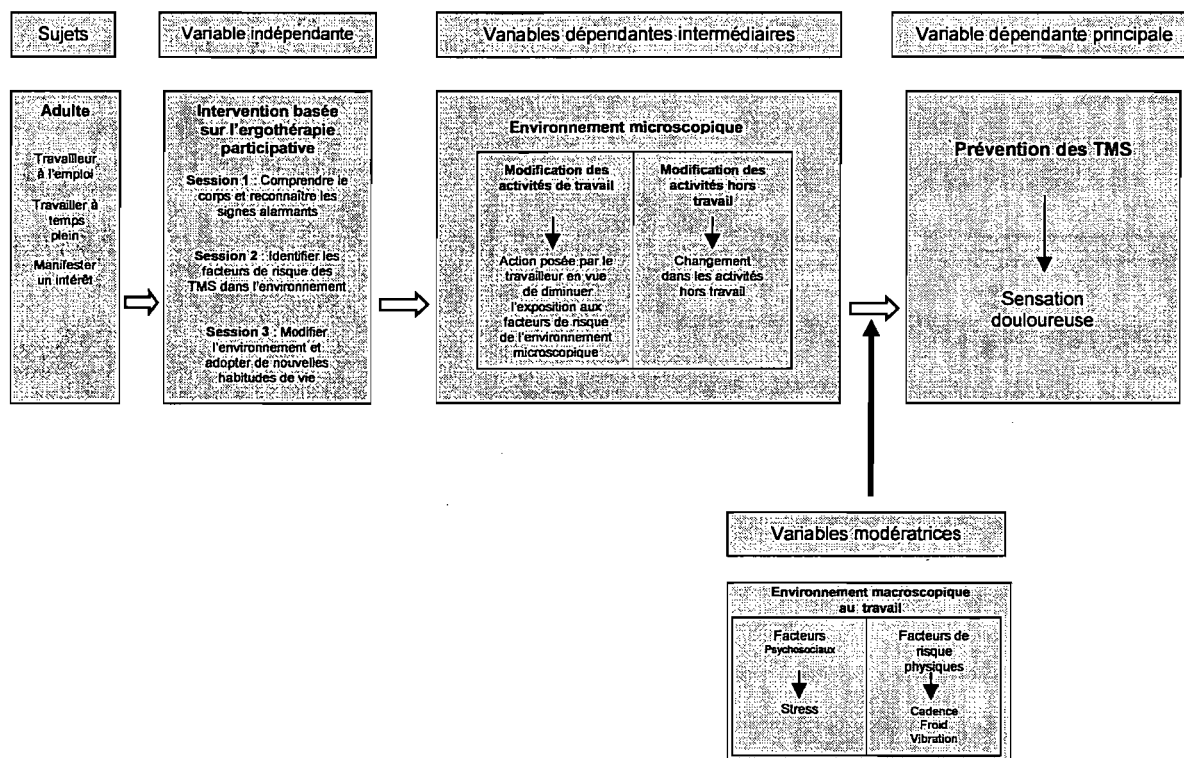 Sujets
Variable indépendante
Variables dépendantes intermédiaires
Variable dépendante principale
Adulte
Travailleur
à l'emploi
Travailler à
temps
plein
Manifester
un intérêt
Intervention basée
sur l'ergothérapie
participative
Session 1 : Comprendre le
corps et reconnaître les
signes alarmants
Session 2 : Identifier les
facteurs de risque des
TMS dans l'environnement
Session 3 : Modifier
l'environnement et
adopter de nouvelles
habitudes de vie
Environnement microscopique
Modification des
activités de travail
Action posée par le
travailleur en vue
de diminuer
l'exposition aux
facteurs de risque
de l'environnement
microscopique
Modification des
activités hors
travail
Changement
dans les activités
hors travail
Prévention des TMS
Sensation
douloureuse
Variables modératrices
Environnement macroscopique
au travail
Facteurs
Psychosociaux
Stress
Facteurs de
risque
physiques
Cadence
Froid
Vibration